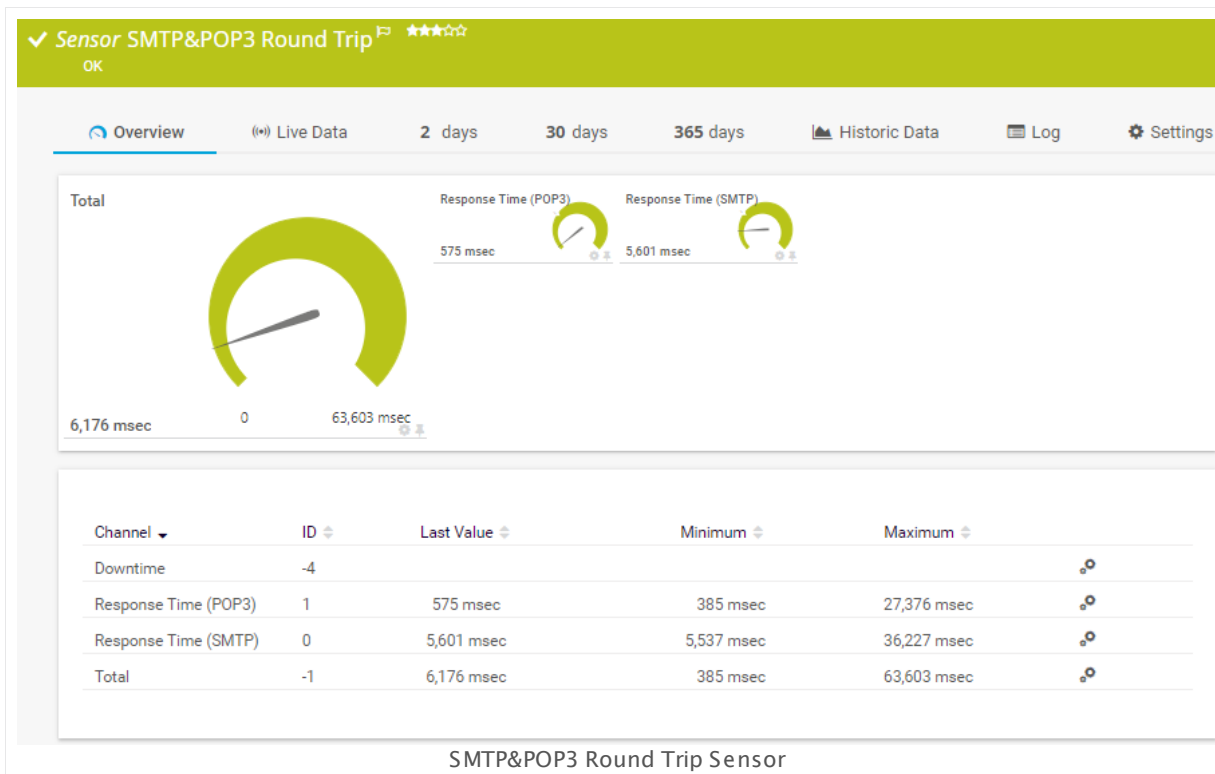 Sensor SMTP&POP3 Round Trip
OK
Overview Live Data 2 days 30 days 365 days Historic Data Log Settings
Total
Response Time (POP3) Response Time (SMTP)
575 msec 5,601 msec
6,176 msec 0 63,603 msec
Channel ID Last Value Minimum Maximum
Downtime -4
Response Time (POP3) 1 575 msec 385 msec 27,376 msec
Response Time (SMTP) 0 5,601 msec 5,537 msec 36,227 msec
Total -1 6,176 msec 385 msec 63,603 msec
SMTP&POP3 Round Trip Sensor